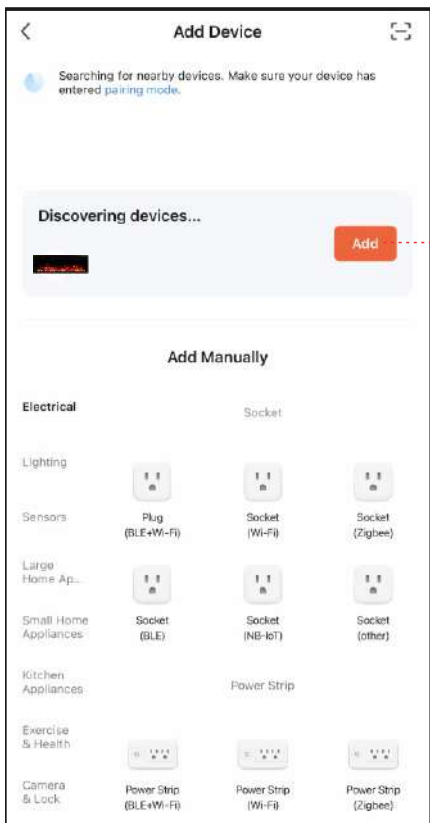 Add Device
Searching for nearby devices. Make sure your device has
entered pairing mode.
Discovering devices...
Add
Add Manually
Electrical
Socket
Lighting
Sensors
Plug
(BLE+Wi-Fi)
Socket
(Wi-Fi)
Socket
(Zigbee)
Large
Home Ap...
Small Home
Appliances
Socket
(BLE)
Socket
(NB-IoT)
Socket
(other)
Kitchen
Appliances
Power Strip
Exercise
& Health
Camera
& Lock
Power Strip
(BLE+Wi-Fi)
Power Strip
(Wi-Fi)
Power Strip
(Zigbee)